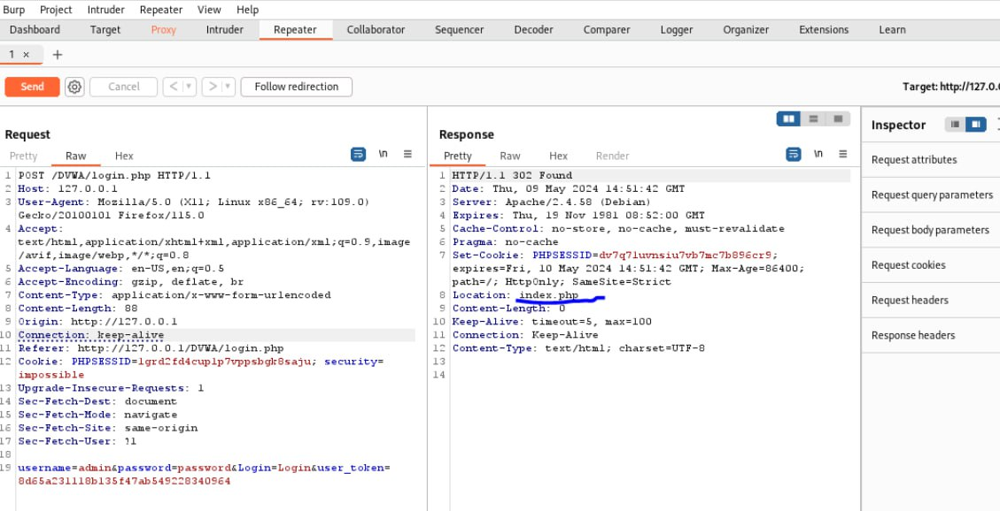 Burp Project Intruder Repeater View Help
Dashboard Target Proxy Intruder Repeater Collaborator Sequencer Decoder Comparer Logger Organizer Extensions Learn
1 × +
Send Cancel < > Follow redirection Target: http://127.0.0
Request
Pretty Raw Hex \n
1 POST /DVWA/login.php HTTP/1.1
2 Host: 127.0.0.1
3 User-Agent: Mozilla/5.0 (X11; Linux x86_64; rv:109.0)
Gecko/20100101 Firefox/115.0
4 Accept:
text/html,application/xhtml+xml,application/xml;q=0.9,image
/avif,image/webp,*/*;q=0.8
5 Accept-Language: en-US,en;q=0.5
6 Accept-Encoding: gzip, deflate, br
7 Content-Type: application/x-www-form-urlencoded
8 Content-Length: 88
9 Origin: http://127.0.0.1
10 Connection: keep-alive
11 Referer: http://127.0.0.1/DVWA/login.php
12 Cookie: PHPSESSID=lgrd2fd4cuplp7vppsbgk8saju; security=
impossible
13 Upgrade-Insecure-Requests: 1
14 Sec-Fetch-Dest: document
15 Sec-Fetch-Mode: navigate
16 Sec-Fetch-Site: same-origin
17 Sec-Fetch-User: ?1
18
19 username=admin&password=password&Login=Login&user_token=
8d65a231118b135f47ab549228340964
Response
Pretty Raw Hex Render \n
1 HTTP/1.1 302 Found
2 Date: Thu, 09 May 2024 14:51:42 GMT
3 Server: Apache/2.4.58 (Debian)
4 Expires: Thu, 19 Nov 1981 08:52:00 GMT
5 Cache-Control: no-store, no-cache, must-revalidate
6 Pragma: no-cache
7 Set-Cookie: PHPSESSID=dv7q71uvnsiu7vb7mc7b896cr9;
expires=Fri, 10 May 2024 14:51:42 GMT; Max-Age=86400;
path=/; HttpOnly; SameSite=Strict
8 Location: index.php
9 Content-Length: 0
10 Keep-Alive: timeout=5, max=100
11 Connection: Keep-Alive
12 Content-Type: text/html; charset=UTF-8
13
14
Inspector
Request attributes
Request query parameters
Request body parameters
Request cookies
Request headers
Response headers